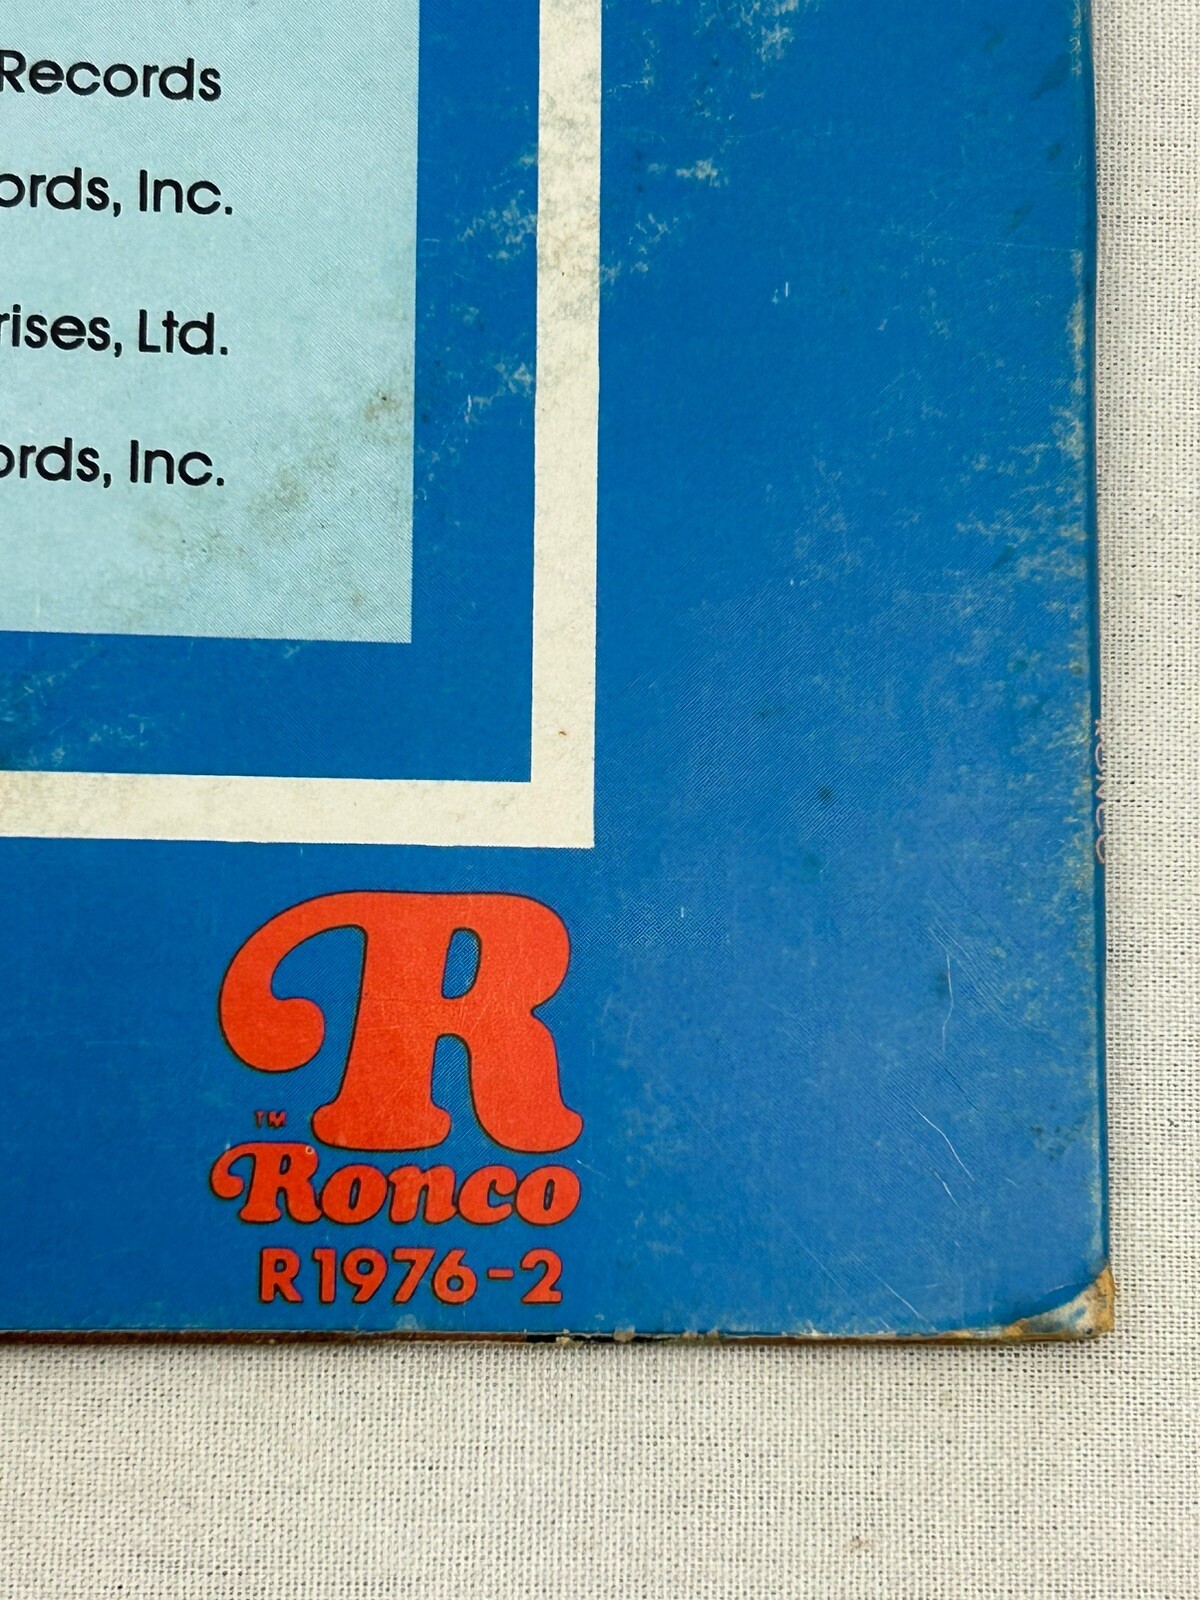 Records
ords, Inc.
rises, Ltd.
ords, Inc.
R
TM
Ronco
R1976-2